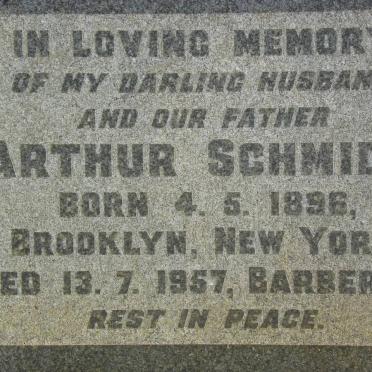 IN LOVING MEMORY
OF MY DARLING HUSBAN
AND OUR FATHER
ARTHUR SCHMID
BORN 4. 5. 1896,
BROOKLYN, NEW YOR
ED 13. 7. 1957, BARBER
REST IN PEACE.